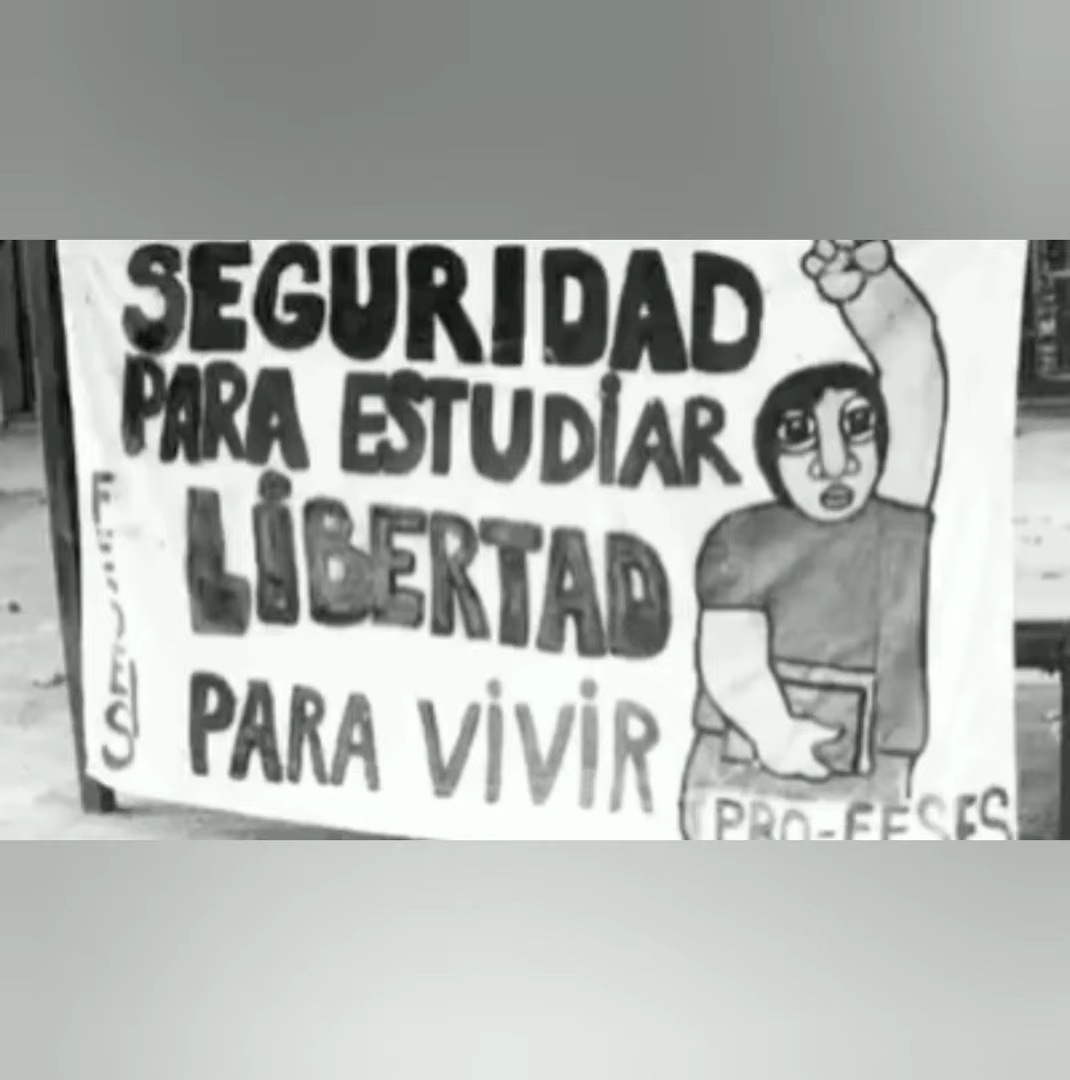 SEGURIDAD
PARA ESTUDIAR
LIBERTAD
PARA VIVIR
PRO-FESES